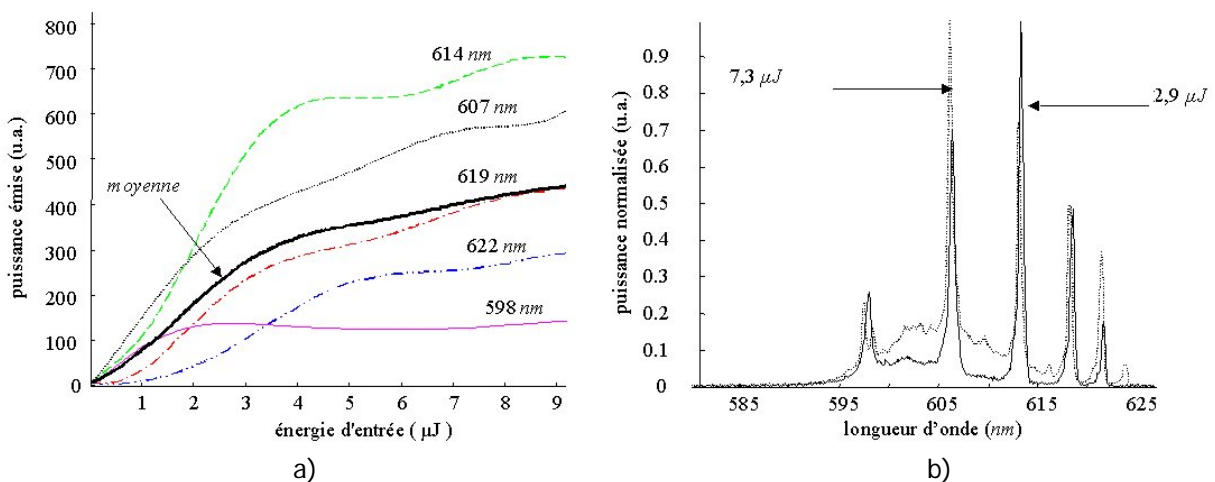 800
700
600
500
400
300
200
100
0
puissance émise (u.a.)
614 nm
607 nm
moyenne
619 nm
622 nm
598 nm
1 2 3 4 5 6 7 8 9
énergie d'entrée ( µJ )
a)
0.9
0.8
0.7
0.6
0.5
0.4
0.3
0.2
0.1
0
puissance normalisée (u.a.)
7,3 µJ
2,9 µJ
585 595 605 615 625
longueur d’onde (nm)
b)